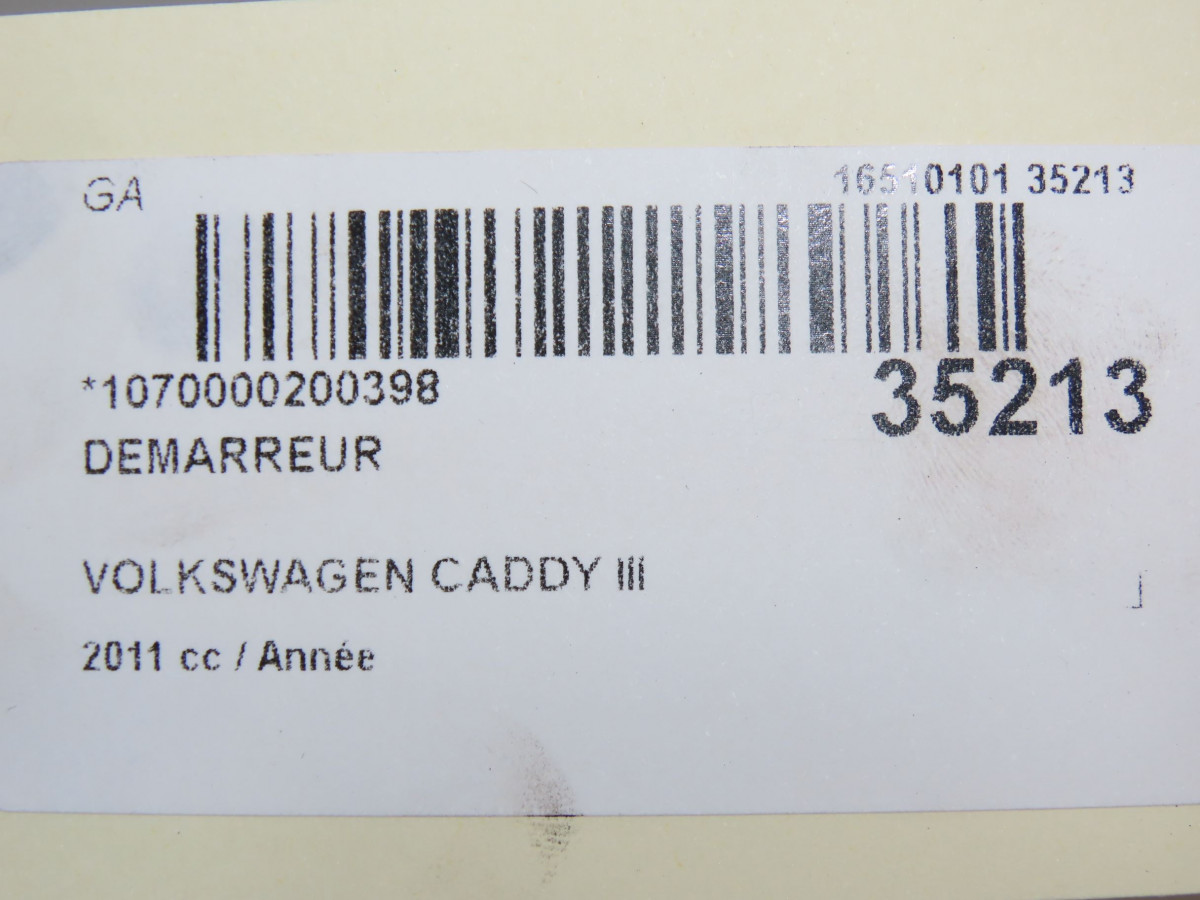 GA
16510101 35213
*1070000200398
35213
DEMARREUR
VOLKSWAGEN CADDY III
2011 cc / Année